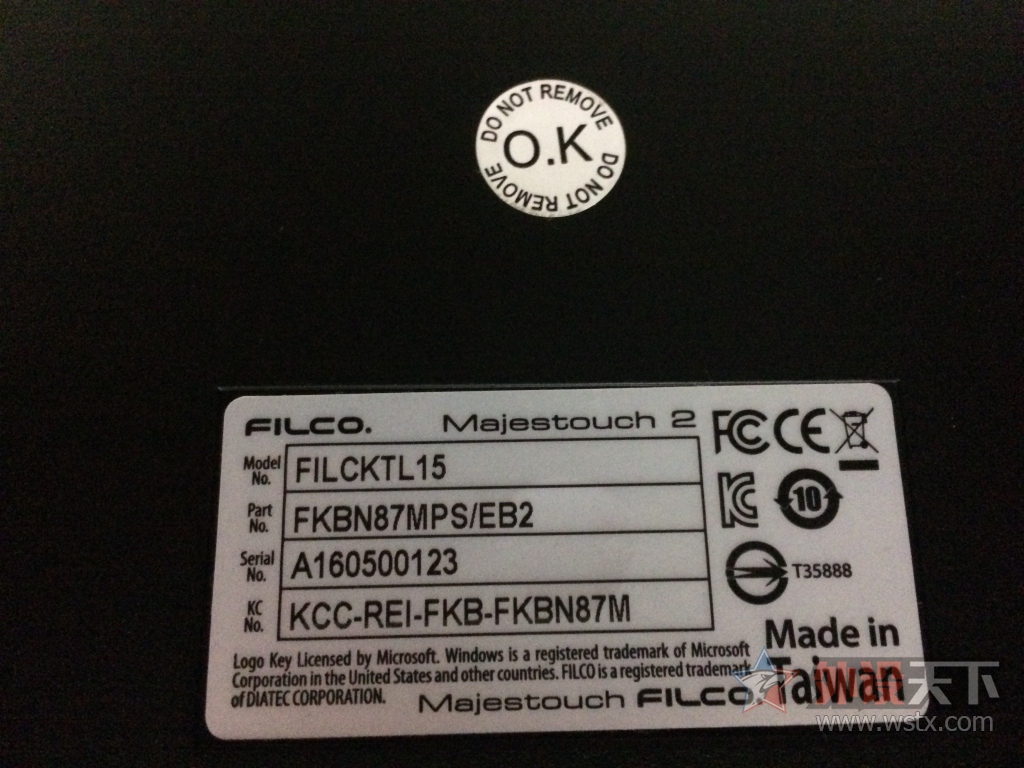 DO NOT REMOVE
O.K
DO NOT REMOVE
FILCO. Majestouch 2
FC CE
Model No. FILCKTL15
Part No. FKBN87MPS/EB2
10
Serial No. A160500123
T35888
KC No. KCC-REI-FKB-FKBN87M
Made in
Taiwan
Logo Key Licensed by Microsoft. Windows is a registered trademark of Microsoft
Corporation in the United States and other countries. FILCO is a registered trademark
of DIATEC CORPORATION.
Majestouch FILCO
天下
www.wstx.com